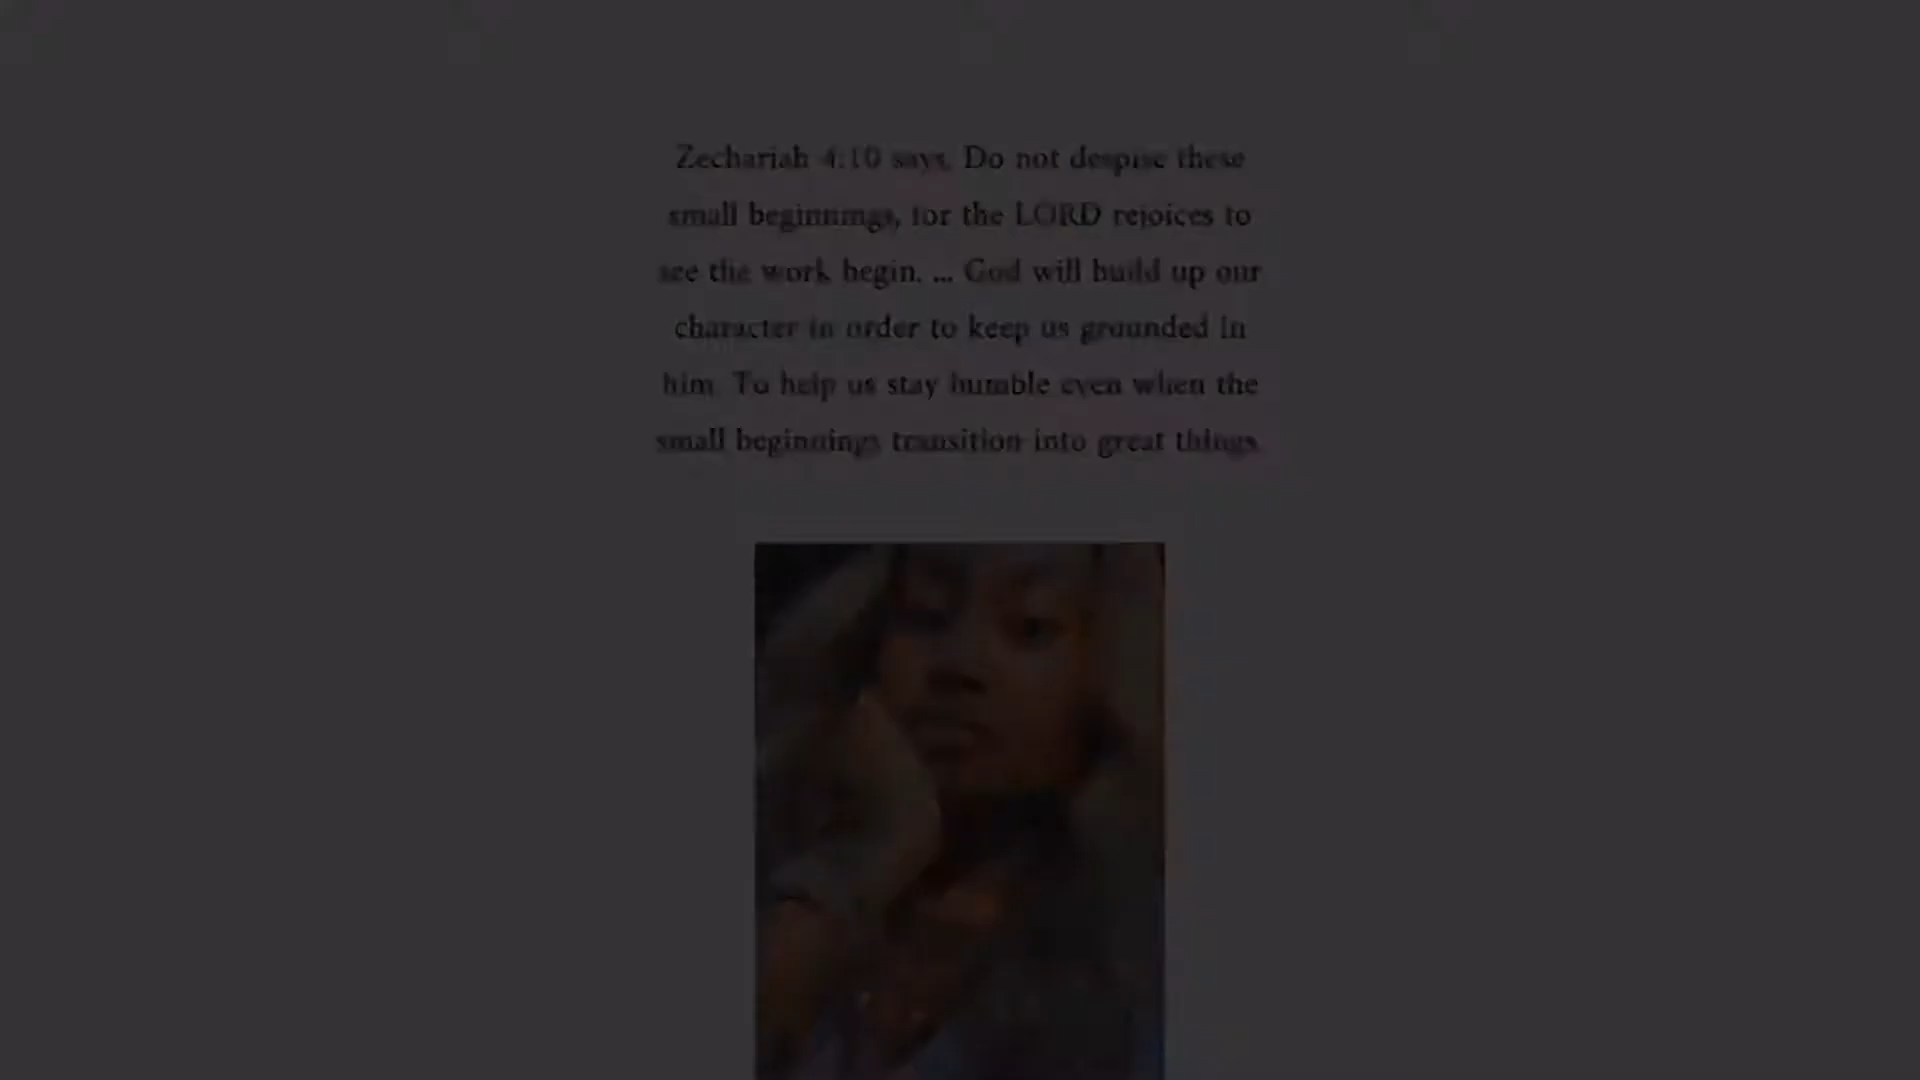 Zechariah 4:10 says, Do not despise these
small beginnings, for the LORD rejoices to
see the work begin. ... God will build up our
character in order to keep us grounded in
him. To help us stay humble even when the
small beginnings transition into great things.